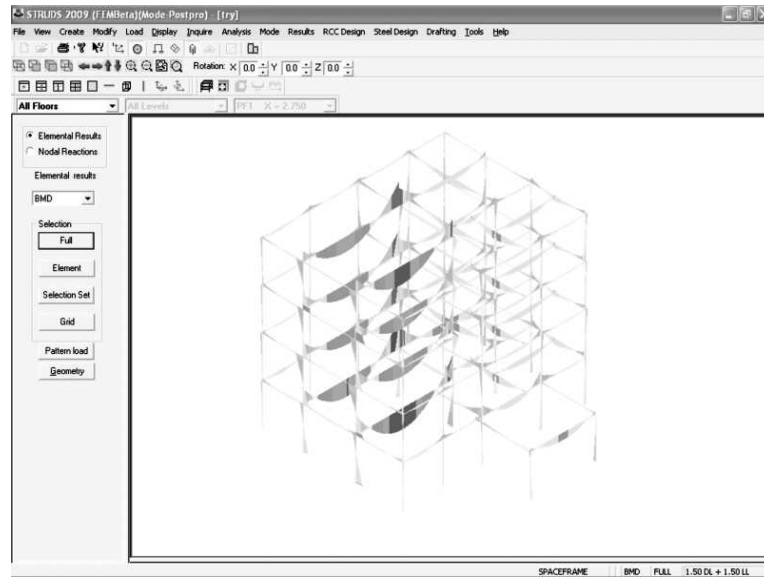 STRUDS 2009 (FEMBeta)(Mode-Postpro) - [try]
File View Create Modify Load Display Inquire Analysis Mode Results RCC Design Steel Design Drafting Tools Help
Rotation: X 0.0 Y 0.0 Z 0.0
All Floors All Levels PF1 X = 2.750
Elemental Results
Nodal Reactions
Elemental results
BMD
Selection
Full
Element
Selection Set
Grid
Pattern load
Geometry
SPACEFRAME BMD FULL 1.50 DL + 1.50 LL